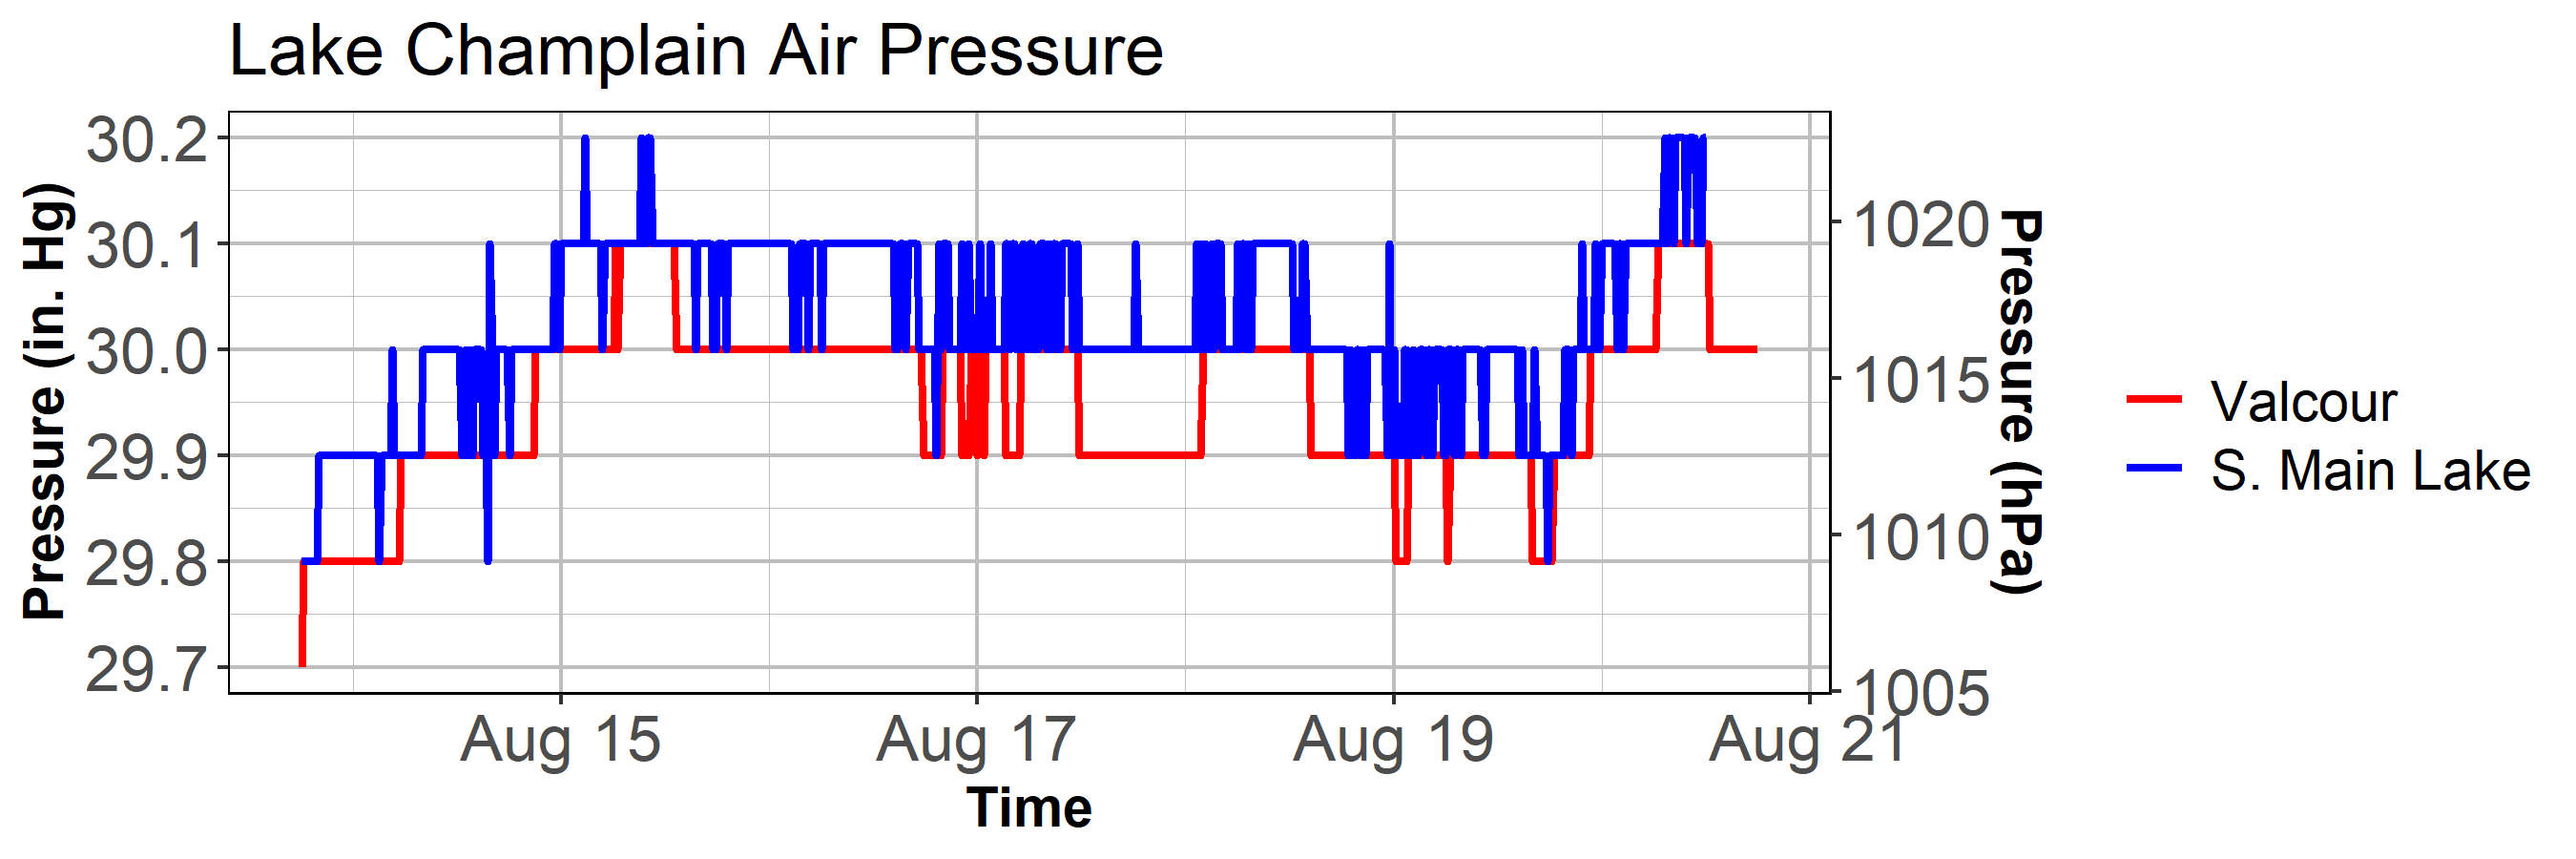 Lake Champlain Air Pressure
Pressure (in. Hg)
30.2
30.1
30.0
29.9
29.8
29.7
1020
1015
1010
1005
Pressure (hPa)
Aug 15
Aug 17
Aug 19
Aug 21
Time
Valcour
S. Main Lake